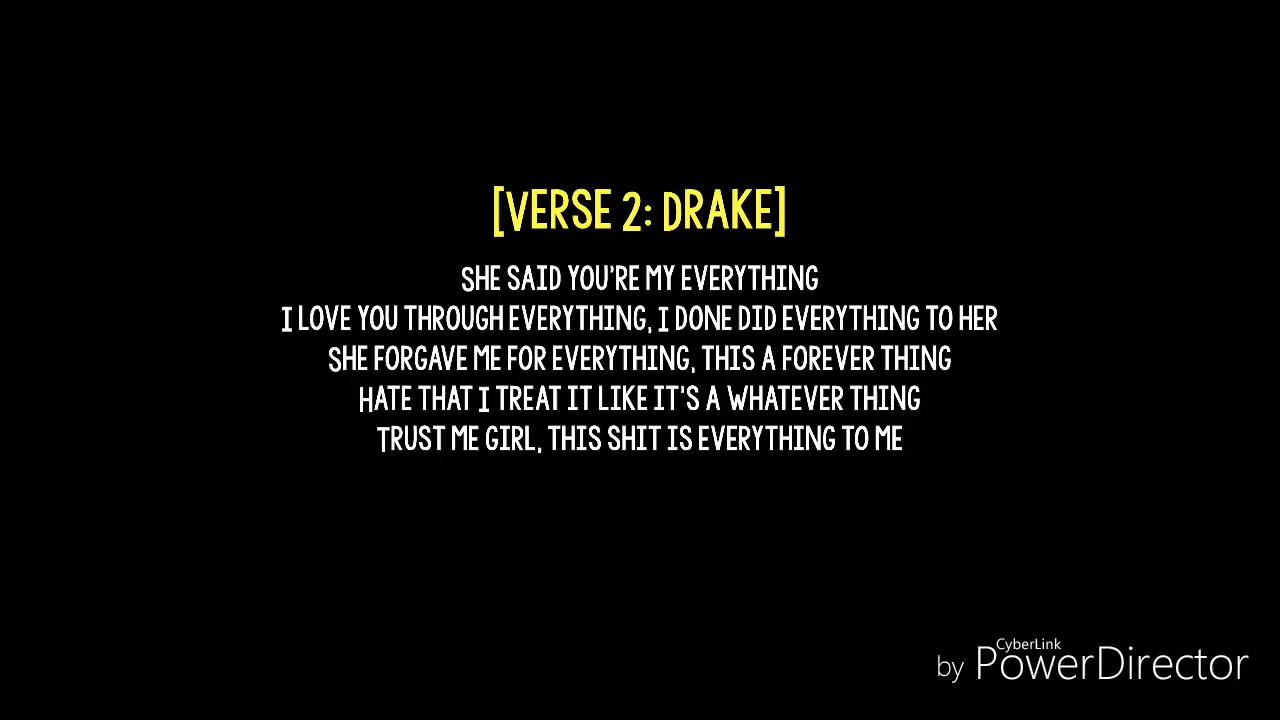 [VERSE 2: DRAKE]
SHE SAID YOU'RE MY EVERYTHING
I LOVE YOU THROUGH EVERYTHING, I DONE DID EVERYTHING TO HER
SHE FORGAVE ME FOR EVERYTHING, THIS A FOREVER THING
HATE THAT I TREAT IT LIKE IT'S A WHATEVER THING
TRUST ME GIRL, THIS SHIT IS EVERYTHING TO ME
CyberLink
by PowerDirector